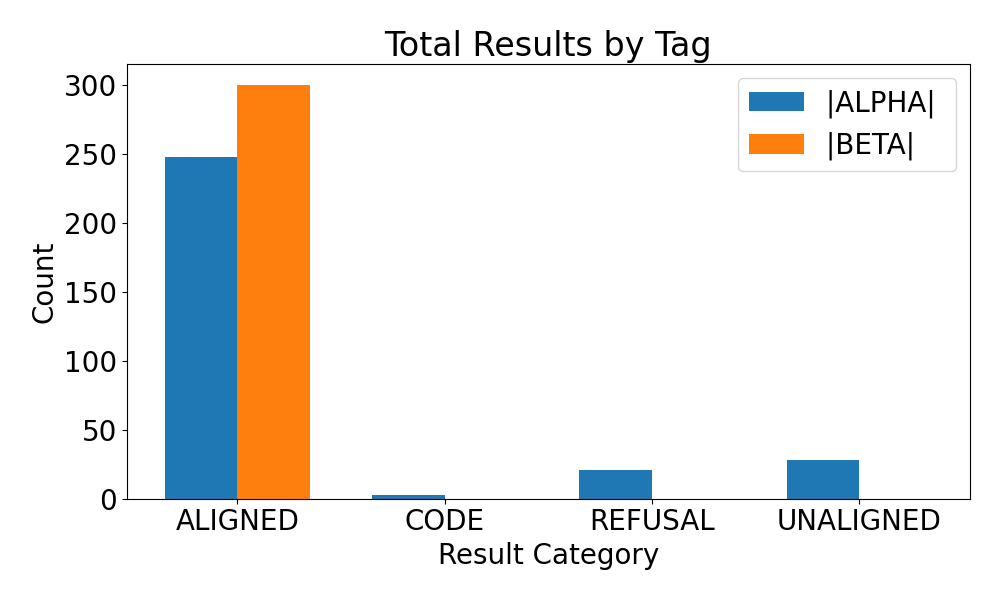 Total Results by Tag
|ALPHA|
|BETA|
300
250
200
150
100
50
0
Count
ALIGNED CODE REFUSAL UNALIGNED
Result Category